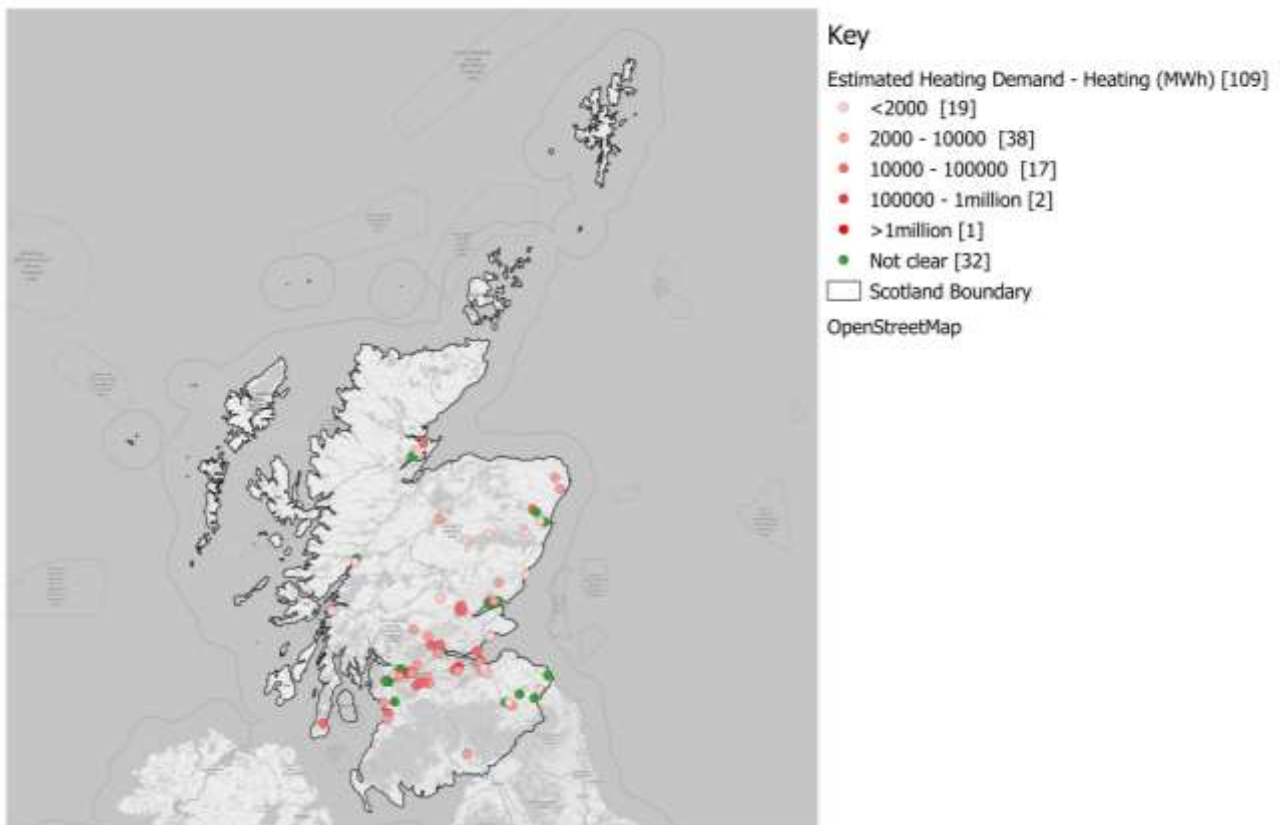 Key
Estimated Heating Demand - Heating (MWh) [109]
<2000 [19]
2000 - 10000 [38]
10000 - 100000 [17]
100000 - 1million [2]
>1million [1]
Not clear [32]
Scotland Boundary
OpenStreetMap